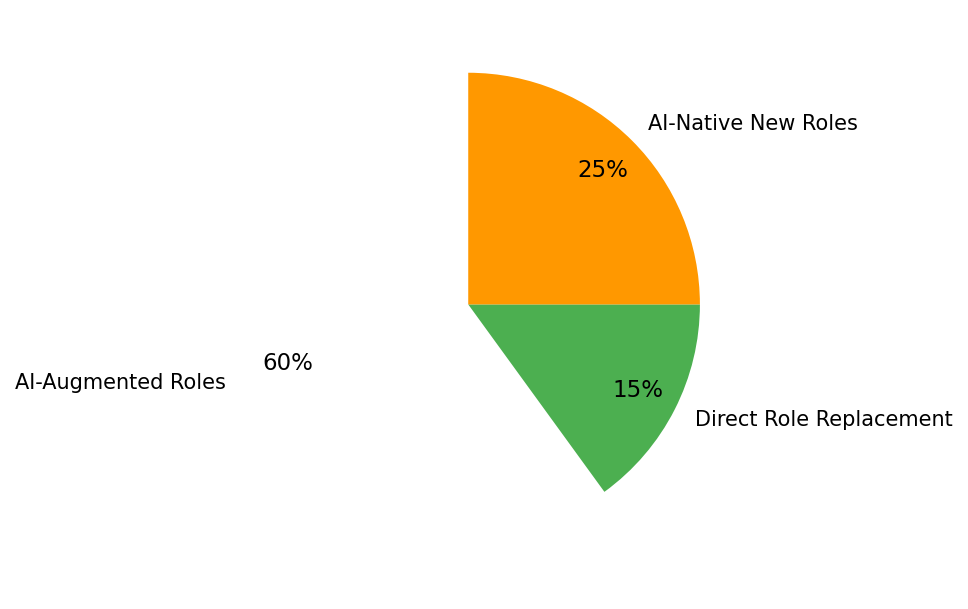 AI-Native New Roles
25%
60%
AI-Augmented Roles
15%
Direct Role Replacement